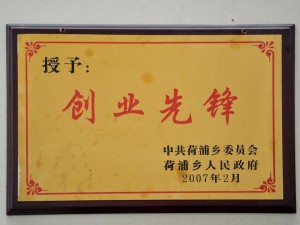 授予：
创业先锋
中共荷浦乡委员会
荷浦乡人民政府
2007年2月